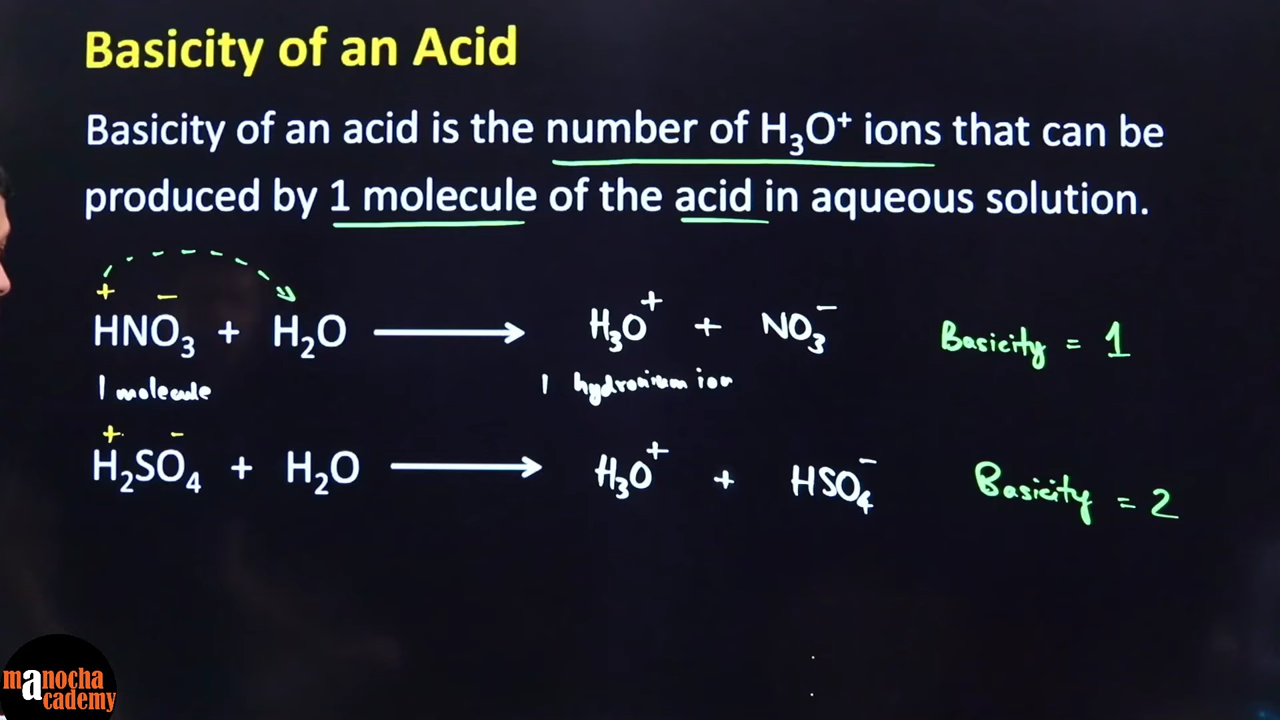 Basicity of an Acid
Basicity of an acid is the number of H₃O⁺ ions that can be
produced by 1 molecule of the acid in aqueous solution.
+ −
HNO₃ + H₂O ⟶ H₃O⁺ + NO₃⁻ Basicity = 1
1 molecule 1 hydronium ion
+ −
H₂SO₄ + H₂O ⟶ H₃O⁺ + HSO₄⁻ Basicity = 2
manocha
academy